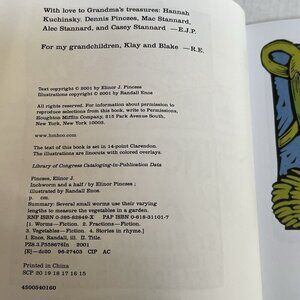 With love to Grandma's treasures: Hannah
Kuchinsky, Dennis Pinczes, Mac Stannard,
Alec Stannard, and Casey Stannard —E.J.P.
For my grandchildren, Klay and Blake —R.E.
Text copyright © 2001 by Elinor J. Pinczes
Illustrations copyright © 2001 by Randall Enos
All rights reserved. For information about permission to
reproduce selections from this book, write to Permissions,
Houghton Mifflin Company, 215 Park Avenue South,
New York, New York 10003.
www.hmhco.com
The text of this book is set in 14-point Clarendon.
The illustrations are linocuts with colored overlays.
Library of Congress Cataloging-in-Publication Data
Pinczes, Elinor J.
Inchworm and a half / by Elinor Pinczes ;
illustrated by Randall Enos.
p. cm.
Summary: Several small worms use their varying
lengths to measure the vegetables in a garden.
RNF ISBN 0-395-82849-X PAP ISBN 0-618-31101-7
[1. Worms—Fiction. 2. Fractions—Fiction.
3. Vegetables—Fiction. 4. Stories in rhyme.]
I. Enos, Randall, ill. II. Title.
PZ8.3.P558676In 2001
[E]—dc20 96-27403 CIP AC
Printed in China
SCP 20 19 18 17 16 15
4500540160